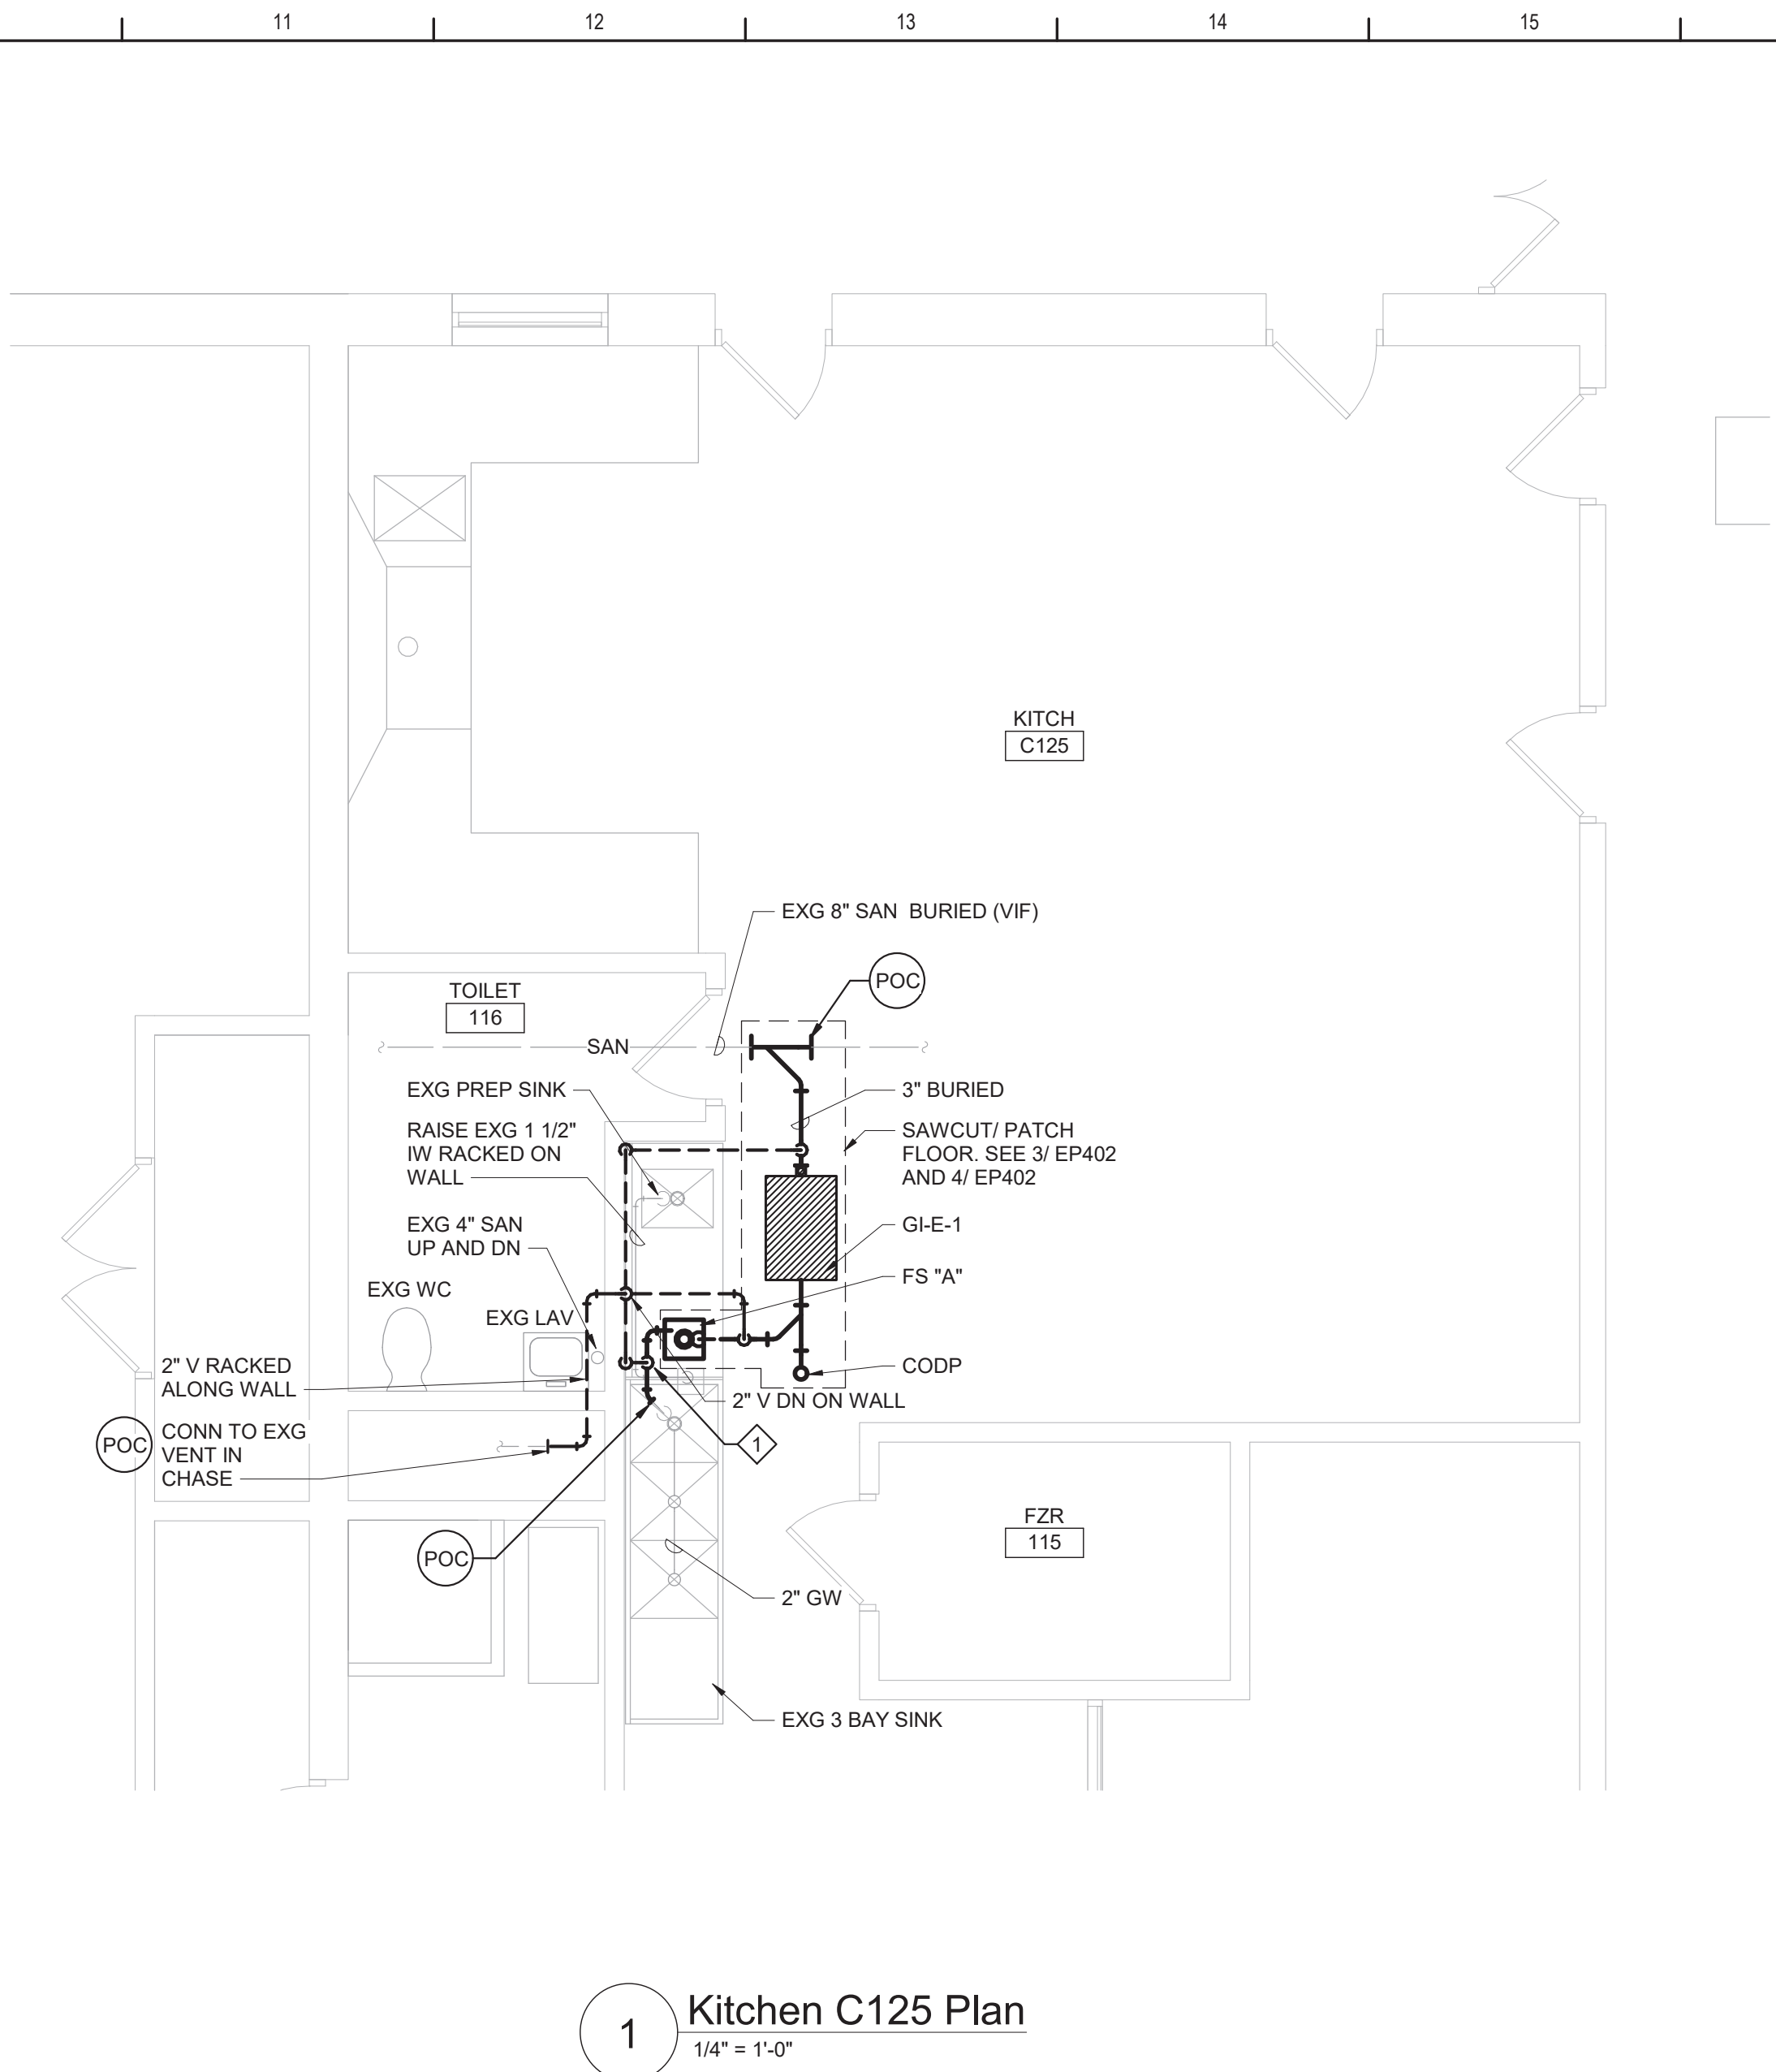 11
12
13
14
15
KITCH
C125
EXG 8" SAN BURIED (VIF)
POC
TOILET
116
SAN
EXG PREP SINK
3" BURIED
RAISE EXG 1 1/2"
IW RACKED ON
WALL
SAWCUT/ PATCH
FLOOR. SEE 3/ EP402
AND 4/ EP402
EXG 4" SAN
UP AND DN
GI-E-1
FS "A"
EXG WC
EXG LAV
2" V RACKED
ALONG WALL
CODP
2" V DN ON WALL
POC
CONN TO EXG
VENT IN
CHASE
1
FZR
115
POC
2" GW
EXG 3 BAY SINK
1
Kitchen C125 Plan
1/4" = 1'-0"